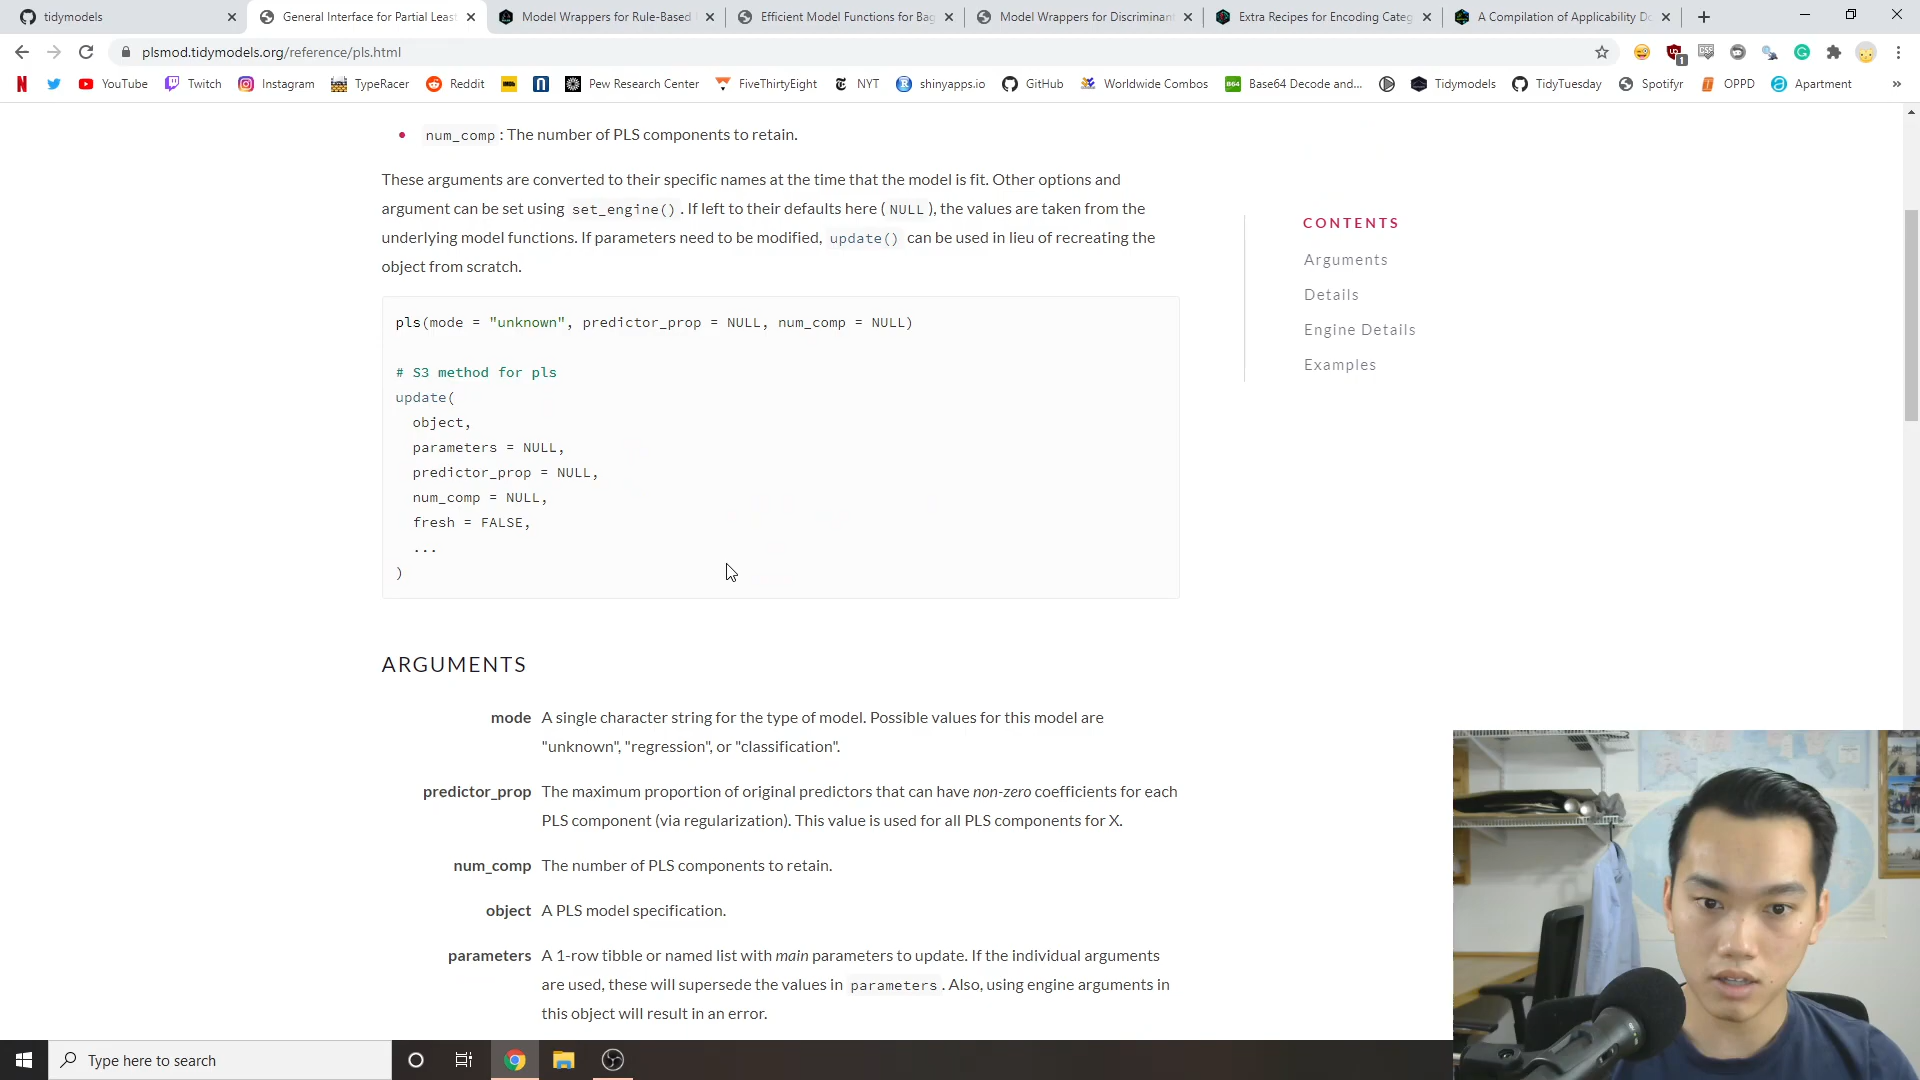 tidymodels
General Interface for Partial Least
Model Wrappers for Rule-Based
Efficient Model Functions for Bag
Model Wrappers for Discriminant
Extra Recipes for Encoding Categ
A Compilation of Applicability Do
plsmod.tidymodels.org/reference/pls.html
YouTube
Twitch
Instagram
TypeRacer
Reddit
Pew Research Center
FiveThirtyEight
NYT
shinyapps.io
GitHub
Worldwide Combos
B64
Base64 Decode and...
Tidymodels
TidyTuesday
Spotifyr
OPPD
Apartment
»
• num_comp: The number of PLS components to retain.
These arguments are converted to their specific names at the time that the model is fit. Other options and
argument can be set using set_engine(). If left to their defaults here (NULL), the values are taken from the
underlying model functions. If parameters need to be modified, update() can be used in lieu of recreating the
object from scratch.
pls(mode = "unknown", predictor_prop = NULL, num_comp = NULL)
# S3 method for pls
update(
object,
parameters = NULL,
predictor_prop = NULL,
num_comp = NULL,
fresh = FALSE,
...
)
CONTENTS
Arguments
Details
Engine Details
Examples
ARGUMENTS
mode A single character string for the type of model. Possible values for this model are
"unknown", "regression", or "classification".
predictor_prop The maximum proportion of original predictors that can have non-zero coefficients for each
PLS component (via regularization). This value is used for all PLS components for X.
num_comp The number of PLS components to retain.
object A PLS model specification.
parameters A 1-row tibble or named list with main parameters to update. If the individual arguments
are used, these will supersede the values in parameters. Also, using engine arguments in
this object will result in an error.
Type here to search